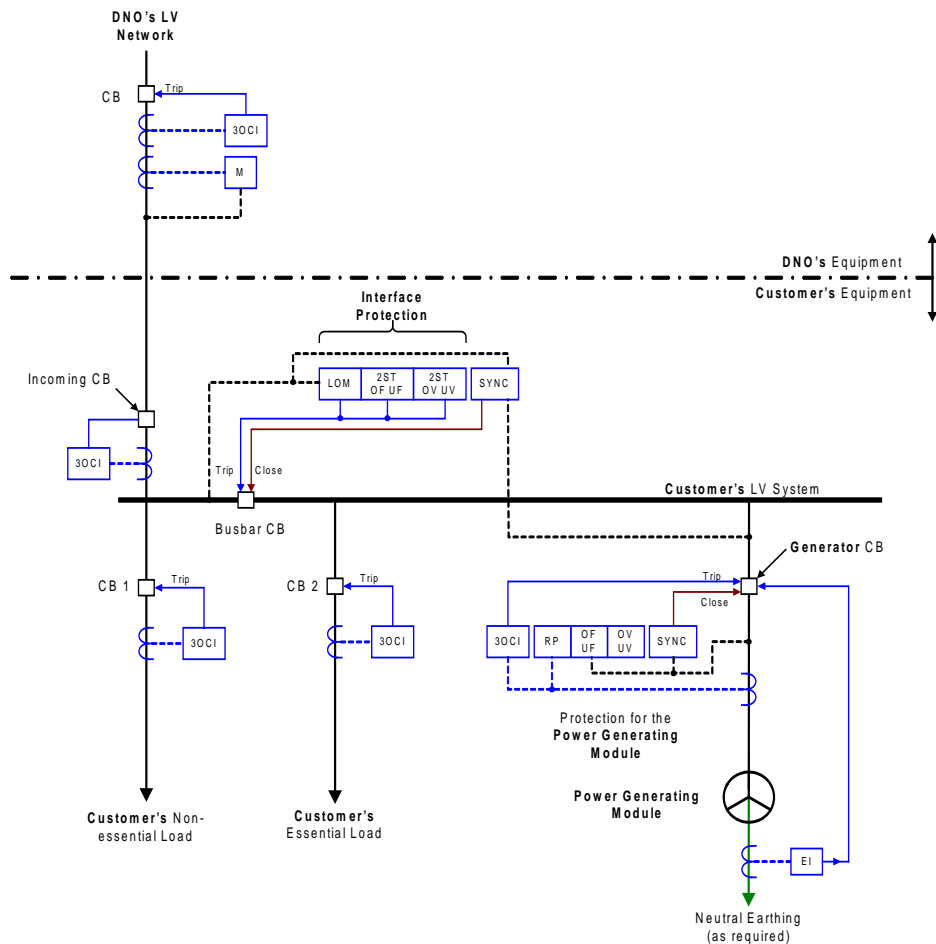 DNO's LV
Network
CB
Trip
3OCI
M
DNO's Equipment
Customer's Equipment
Interface
Protection
Incoming CB
LOM
2ST
OF UF
2ST
OV UV
SYNC
3OCI
Trip
Close
Customer's LV System
Busbar CB
Generator CB
CB 1
Trip
CB 2
Trip
Trip
Close
3OCI
3OCI
3OCI
RP
OF
UF
OV
UV
SYNC
Protection for the
Power Generating
Module
Power Generating
Module
Customer's Non-
essential Load
Customer's
Essential Load
EI
Neutral Earthing
(as required)